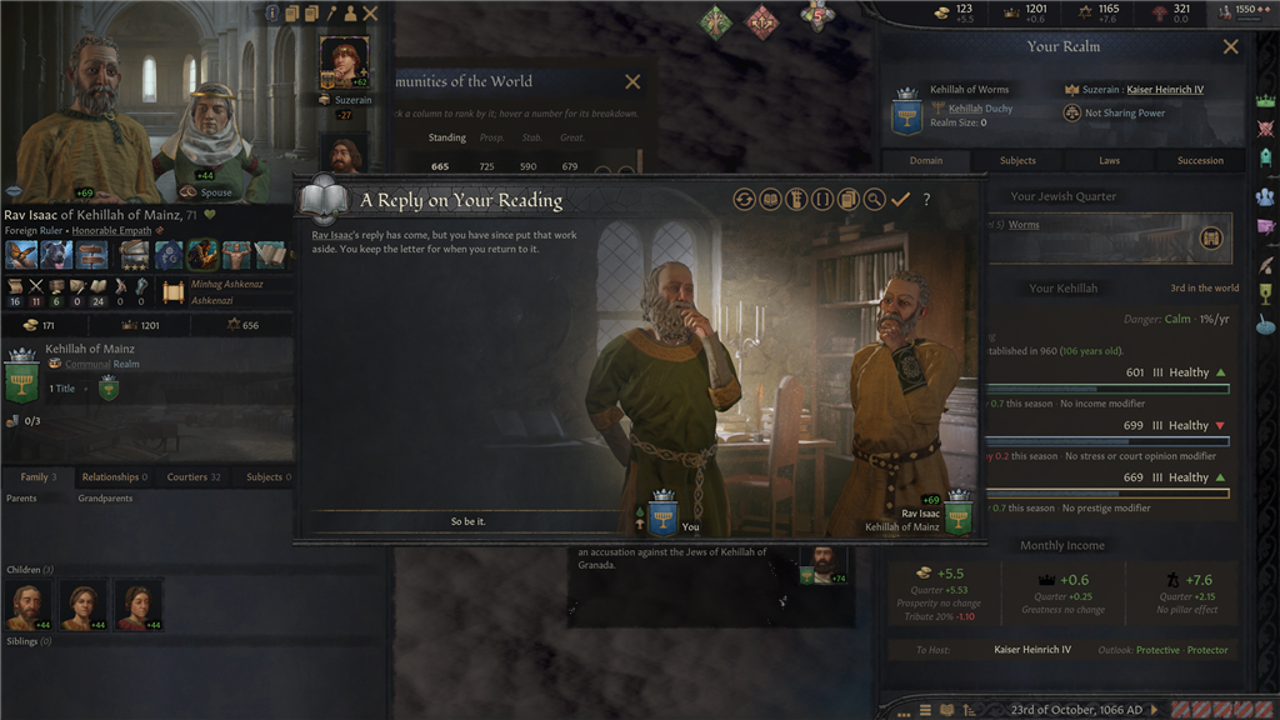 123
+5.5
1201
+0.6
1165
+7.6
321
0.0
1550
5
+62
Suzerain
-27
+69
+44
Spouse
Rav Isaac of Kehillah of Mainz, 71
Foreign Ruler • Honorable Empath
16 11 6 0 24 0 0
Minhag Ashkenaz
Ashkenazi
171 1201 656
Kehillah of Mainz
Communal Realm
1 Title
0/3
Family 3 Relationships 0 Courtiers 32 Subjects 0
Parents Grandparents
Children (3)
+44 +44 +44
Siblings (0)
munities of the World
ck a column to rank by it; hover a number for its breakdown.
Standing Prosp. Stab. Great.
665 725 590 679
A Reply on Your Reading
?
Rav Isaac's reply has come, but you have since put that work
aside. You keep the letter for when you return to it.
So be it.
You
+69
Rav Isaac
Kehillah of Mainz
an accusation against the Jews of Kehillah of
Granada.
+74
Your Realm
Kehillah of Worms
Kehillah Duchy
Realm Size: 0
Suzerain : Kaiser Heinrich IV
Not Sharing Power
Domain Subjects Laws Succession
Your Jewish Quarter
5) Worms
Your Kehillah
3rd in the world
Danger: Calm · 1%/yr
tablished in 960 (106 years old).
601 III Healthy
0.7 this season · No income modifier
699 III Healthy
by 0.2 this season · No stress or court opinion modifier
669 III Healthy
0.7 this season · No prestige modifier
Monthly Income
+5.5
Quarter +5.53
Prosperity no change
Tribute 20% -1.10
+0.6
Quarter +0.25
Greatness no change
+7.6
Quarter +2.15
No pillar effect
To Host: Kaiser Heinrich IV Outlook: Protective · Protector
23rd of October, 1066 AD